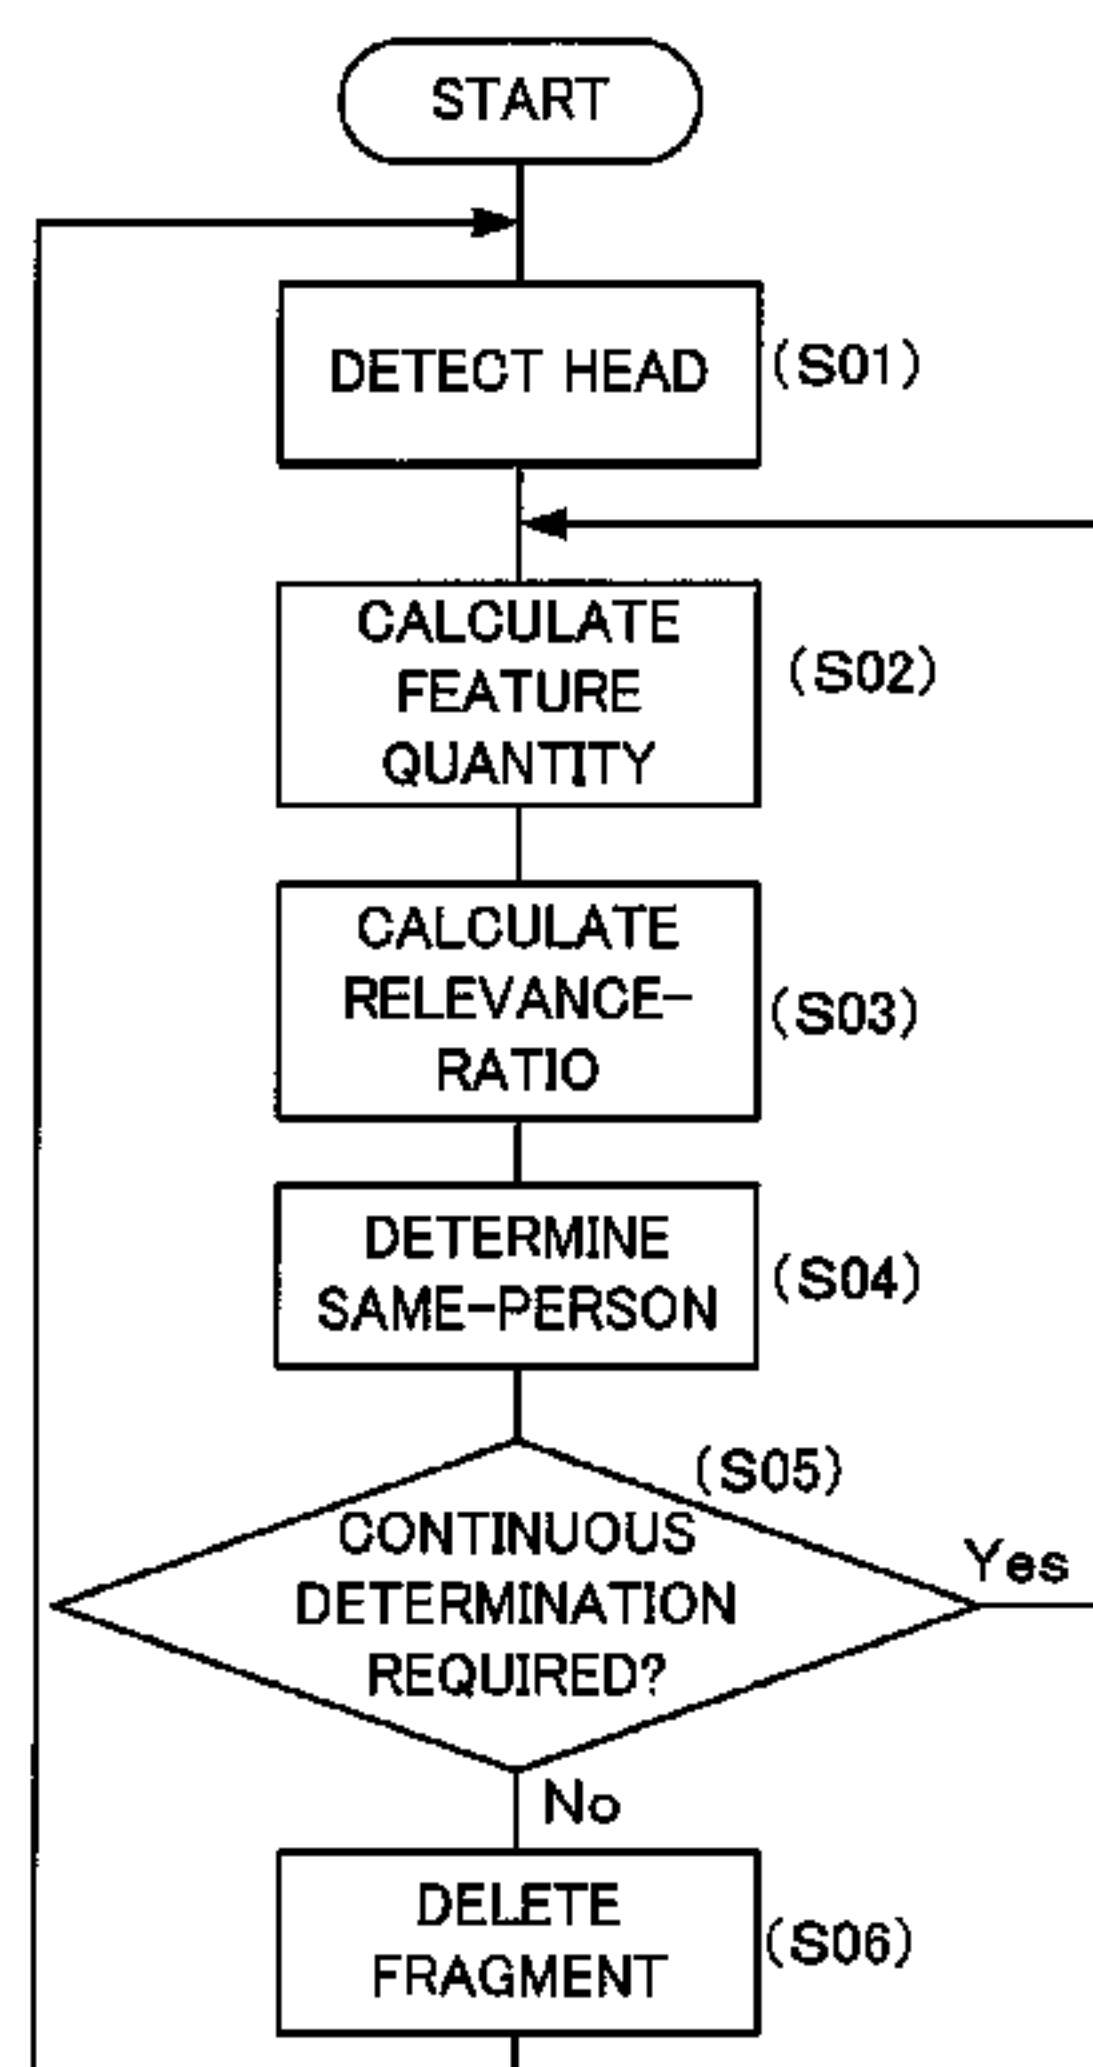 START
DETECT HEAD
(S01)
CALCULATE
FEATURE
QUANTITY
(S02)
CALCULATE
RELEVANCE-
RATIO
(S03)
DETERMINE
SAME-PERSON
(S04)
(S05)
CONTINUOUS
DETERMINATION
REQUIRED?
Yes
No
DELETE
FRAGMENT
(S06)